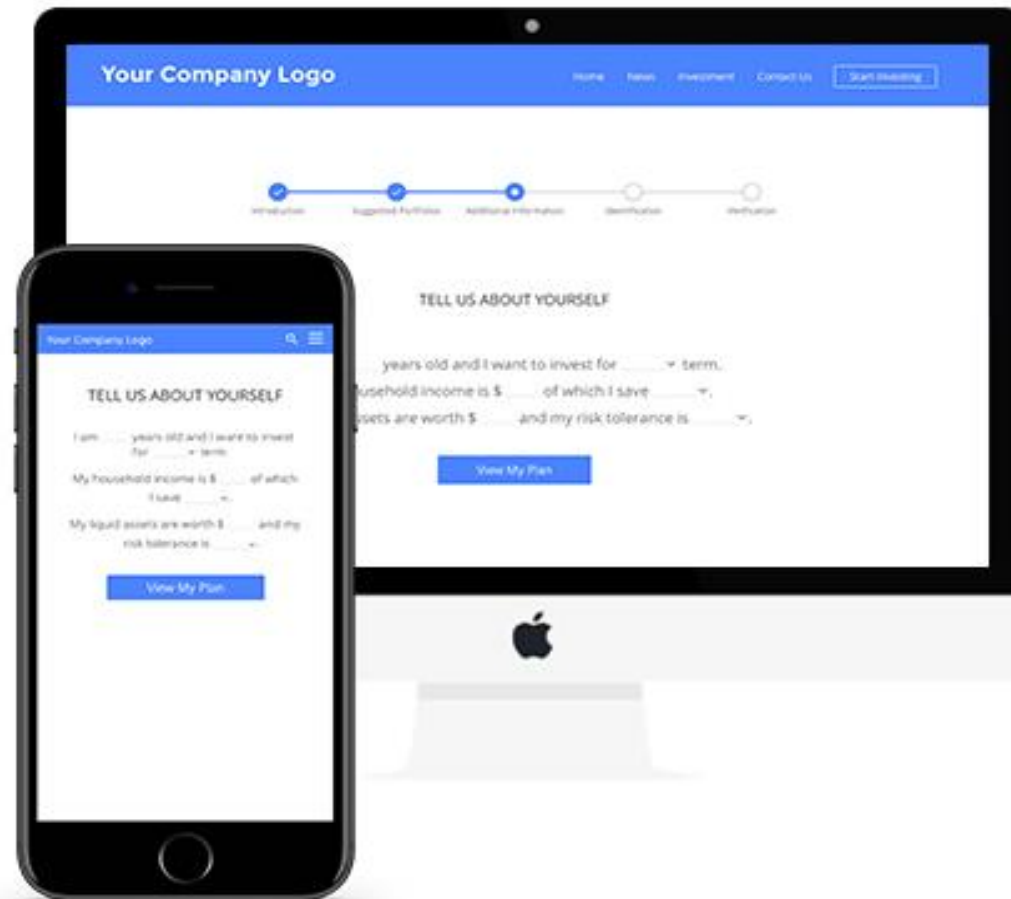 Your Company Logo
Home News Investment Contact Us Start Investing
Introduction Suggested Portfolios Additional Information Identification Verification
TELL US ABOUT YOURSELF
years old and I want to invest for term.
usehold income is $ of which I save .
sets are worth $ and my risk tolerance is .
View My Plan
Your Company Logo
TELL US ABOUT YOURSELF
I am years old and I want to invest
for term
My household income is $ of which
I save .
My liquid assets are worth $ and my
risk tolerance is .
View My Plan